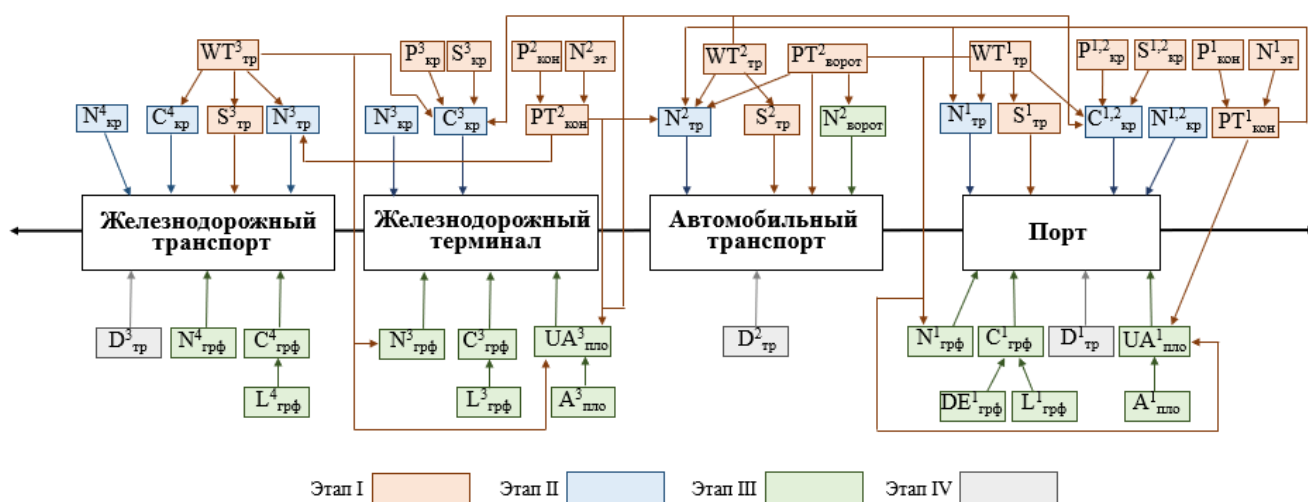 WT³тр P³кр S³кр P²кон N²эт WT²тр PT²ворот WT¹тр P¹,²кр S¹,²кр P¹кон N¹эт
N⁴кр C⁴кр S³тр N³тр N³кр C³кр PT²кон N²тр S²тр N²ворот N¹тр S¹тр C¹,²кр N¹,²кр PT¹кон
Железнодорожный
транспорт
Железнодорожный
терминал
Автомобильный
транспорт
Порт
D³тр N⁴грф C⁴грф N³грф C³грф UA³пло D²тр N¹грф C¹грф D¹тр UA¹пло
L⁴грф L³грф A³пло DE¹грф L¹грф A¹пло
Этап I Этап II Этап III Этап IV